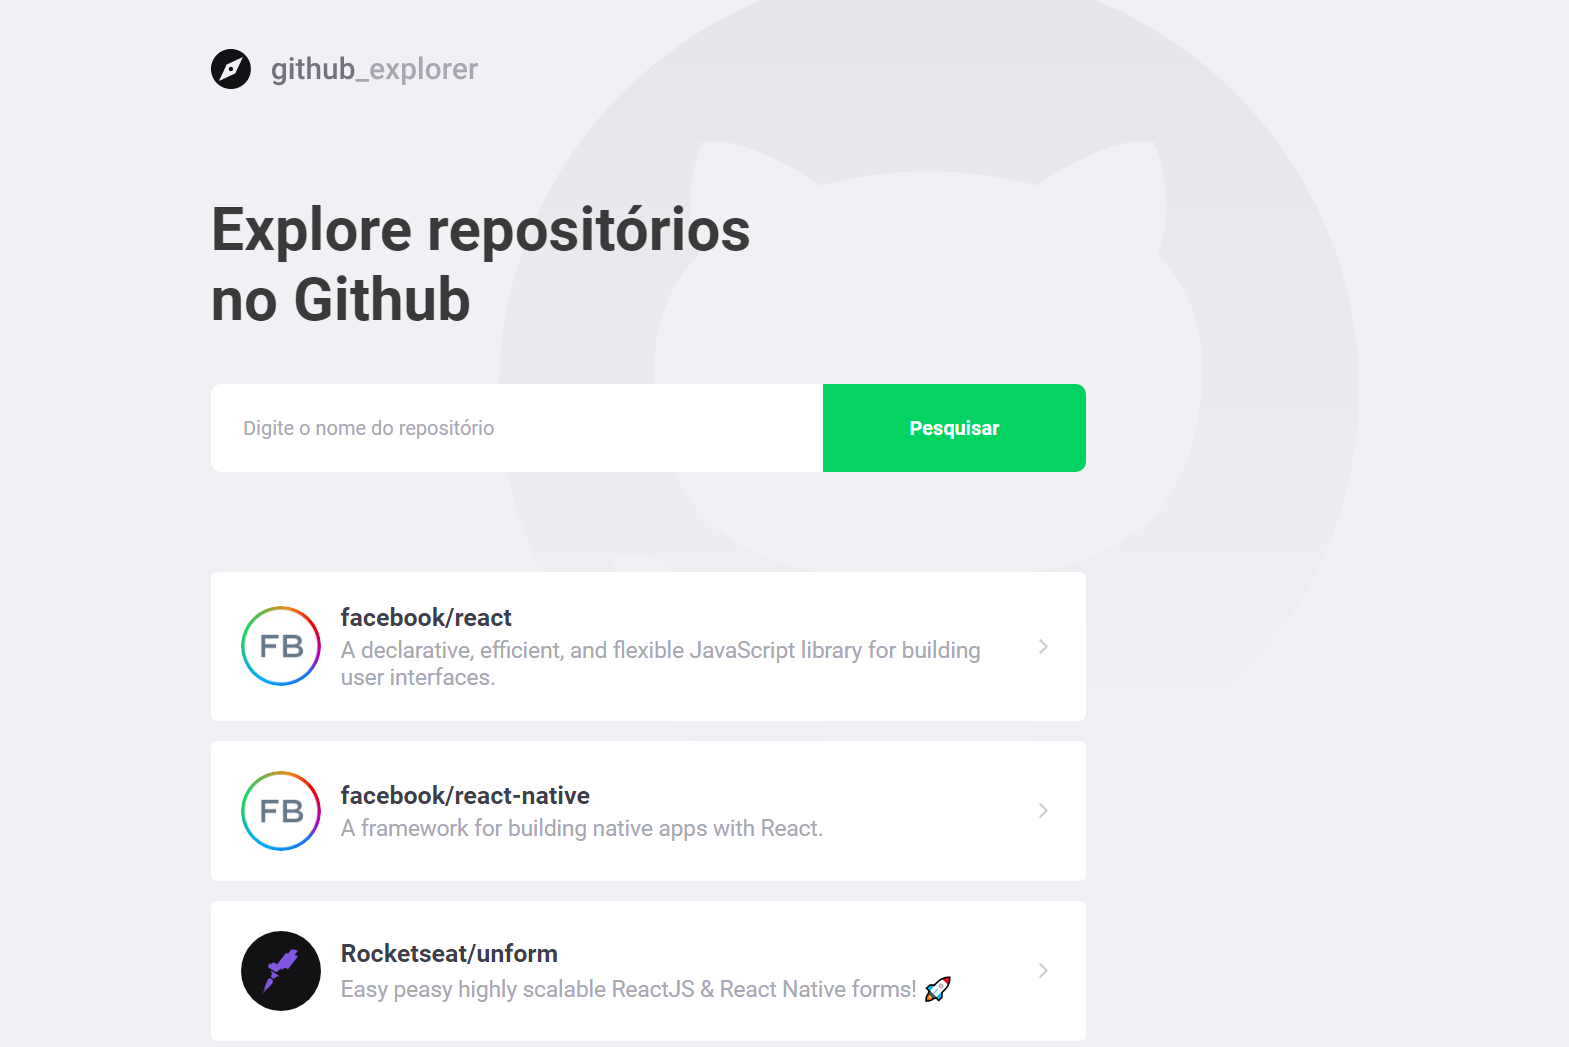 github_explorer
Explore repositórios
no Github
Digite o nome do repositório
Pesquisar
FB
facebook/react
A declarative, efficient, and flexible JavaScript library for building
user interfaces.
FB
facebook/react-native
A framework for building native apps with React.
Rocketseat/unform
Easy peasy highly scalable ReactJS & React Native forms! 🚀